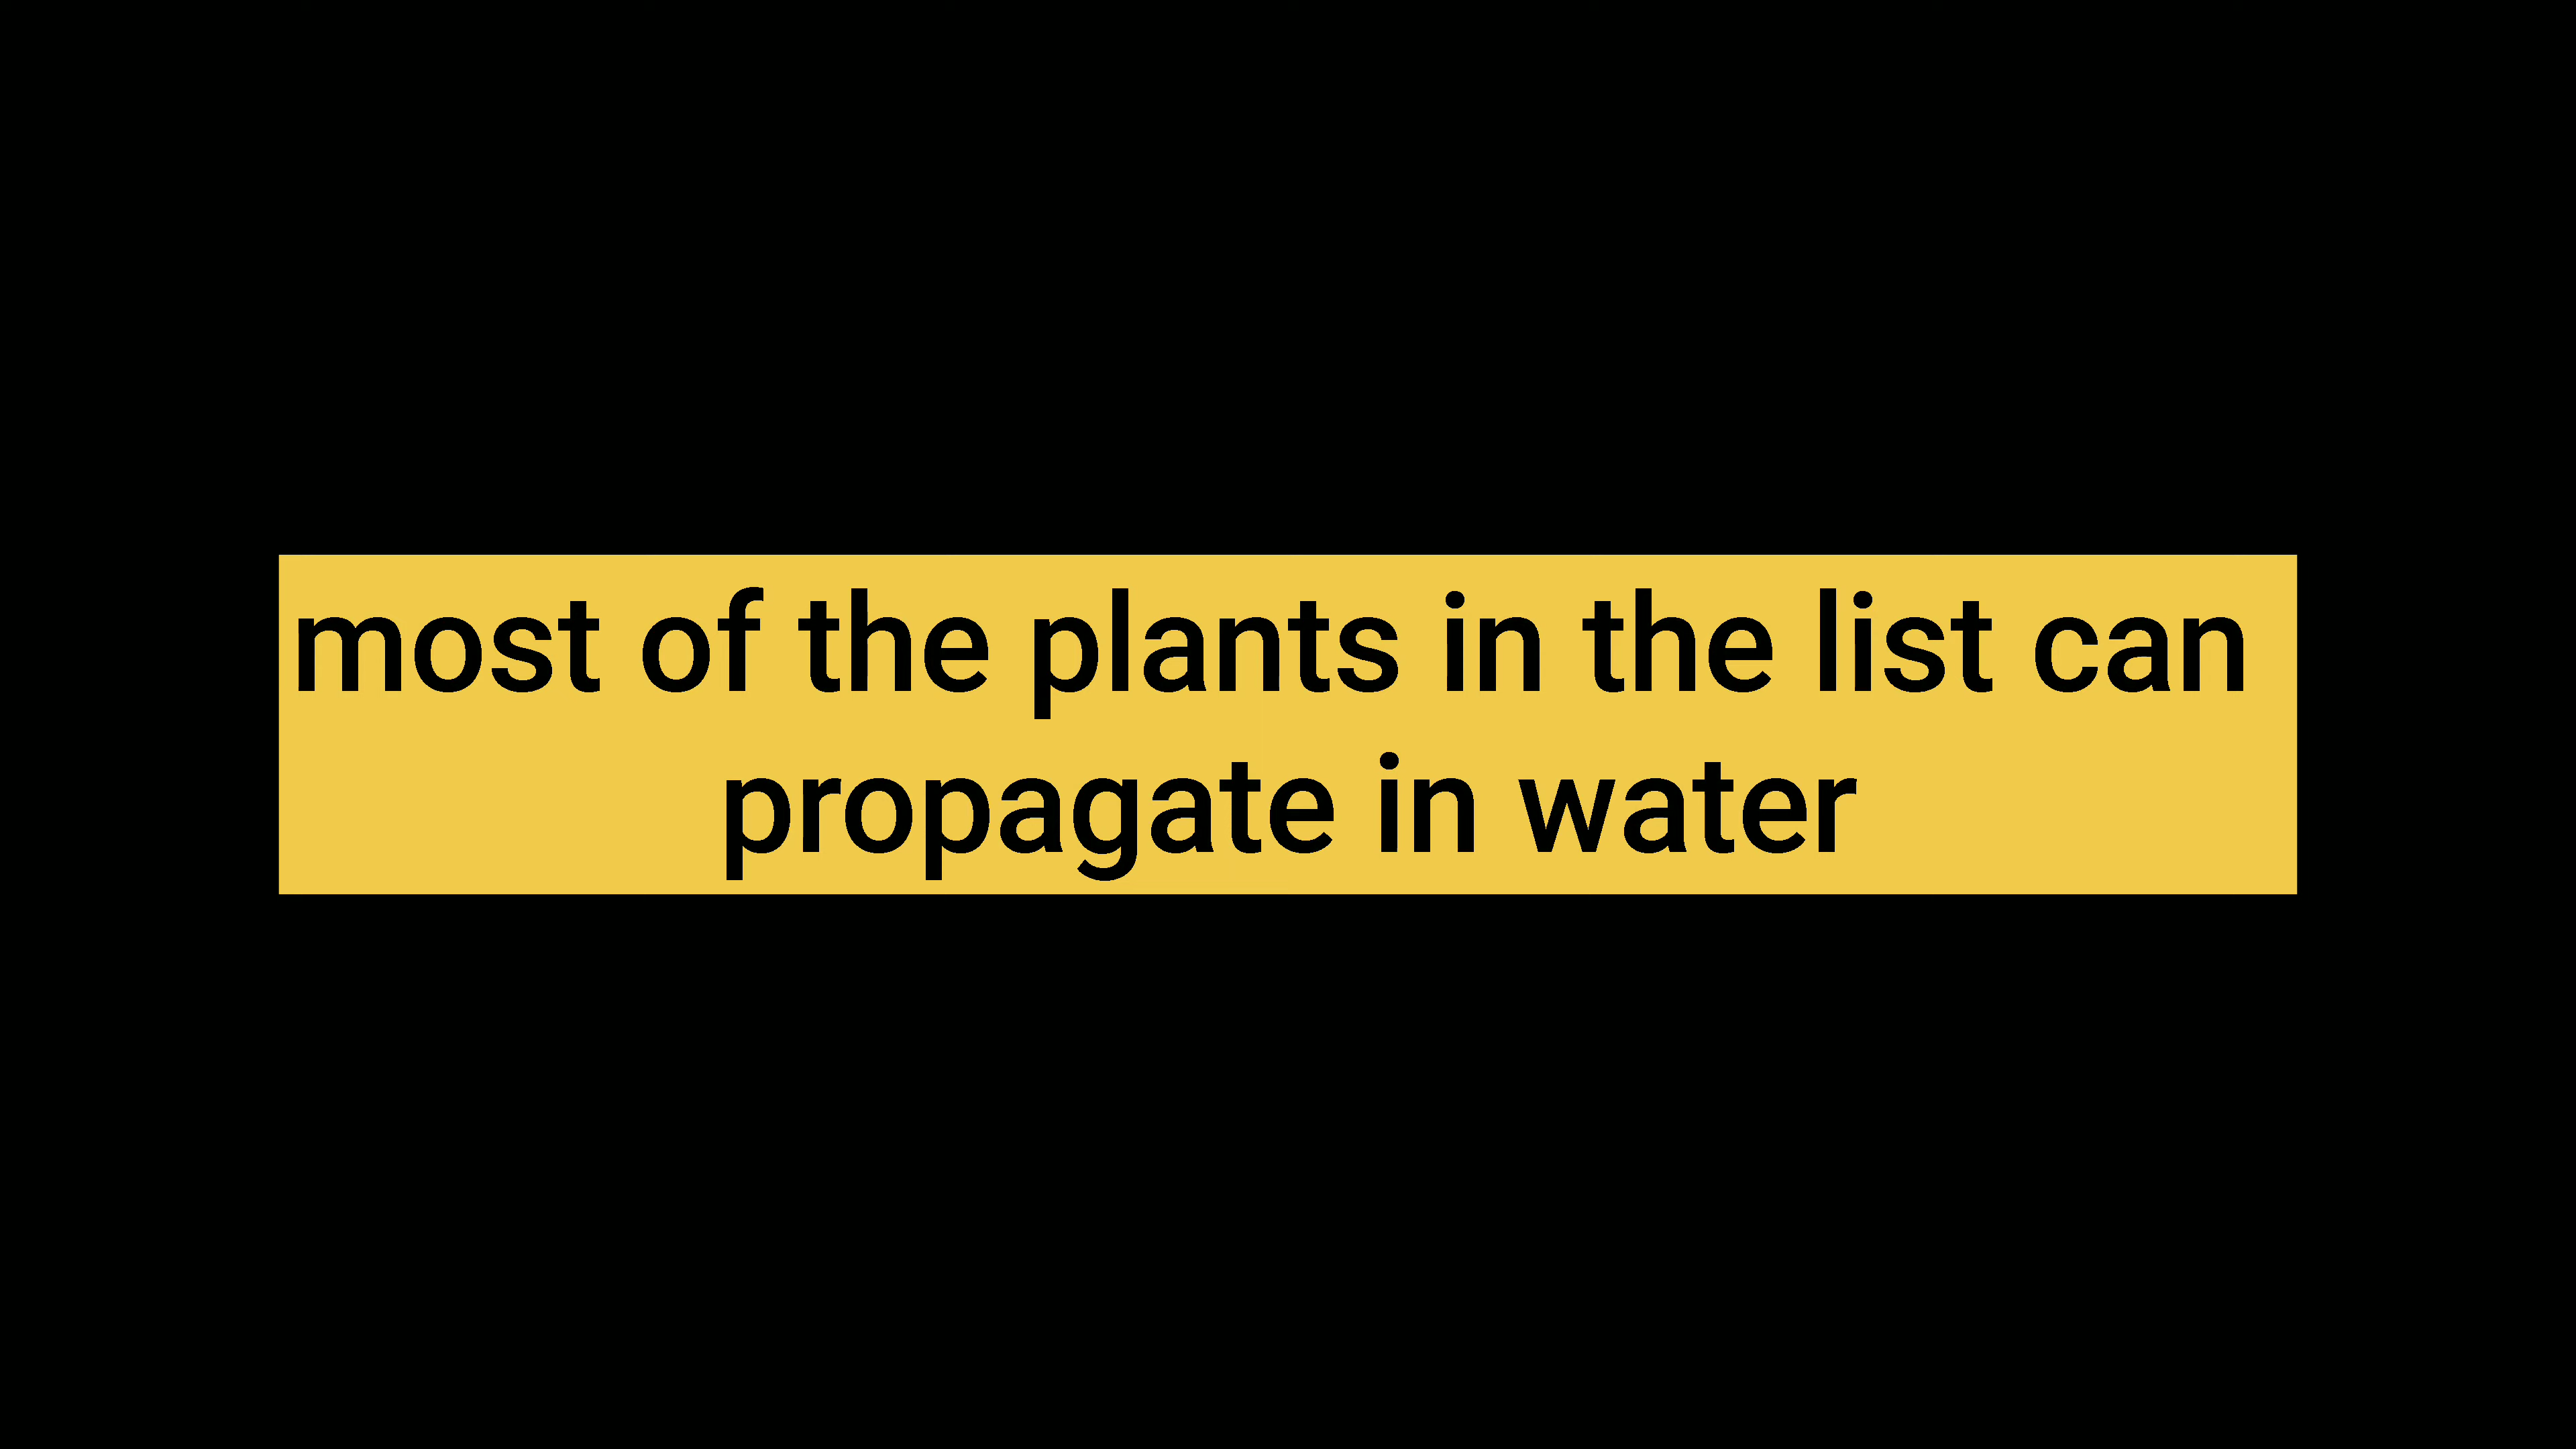 most of the plants in the list can
propagate in water